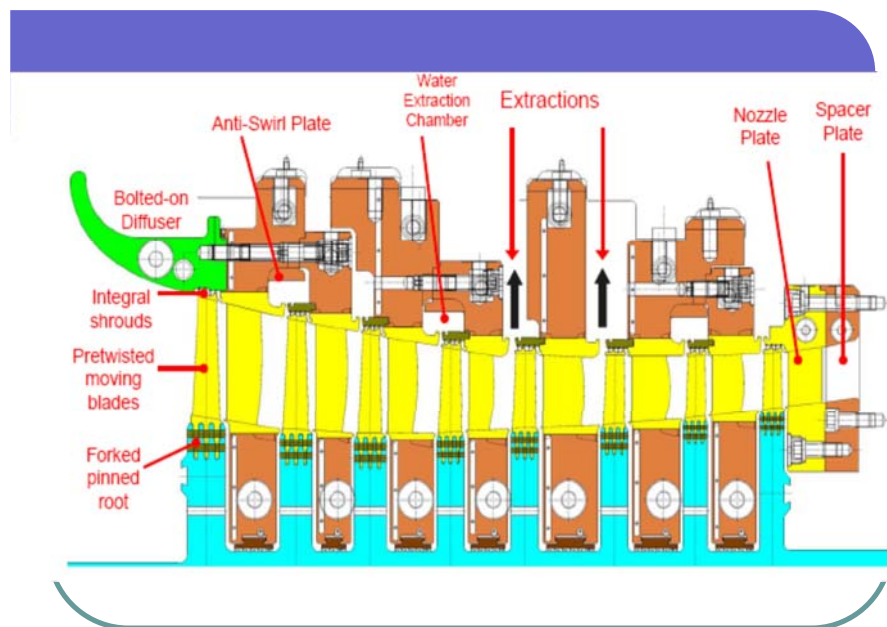 Water
Extraction
Chamber
Extractions
Anti-Swirl Plate
Nozzle
Plate
Spacer
Plate
Bolted-on
Diffuser
Integral
shrouds
Pretwisted
moving
blades
Forked
pinned
root